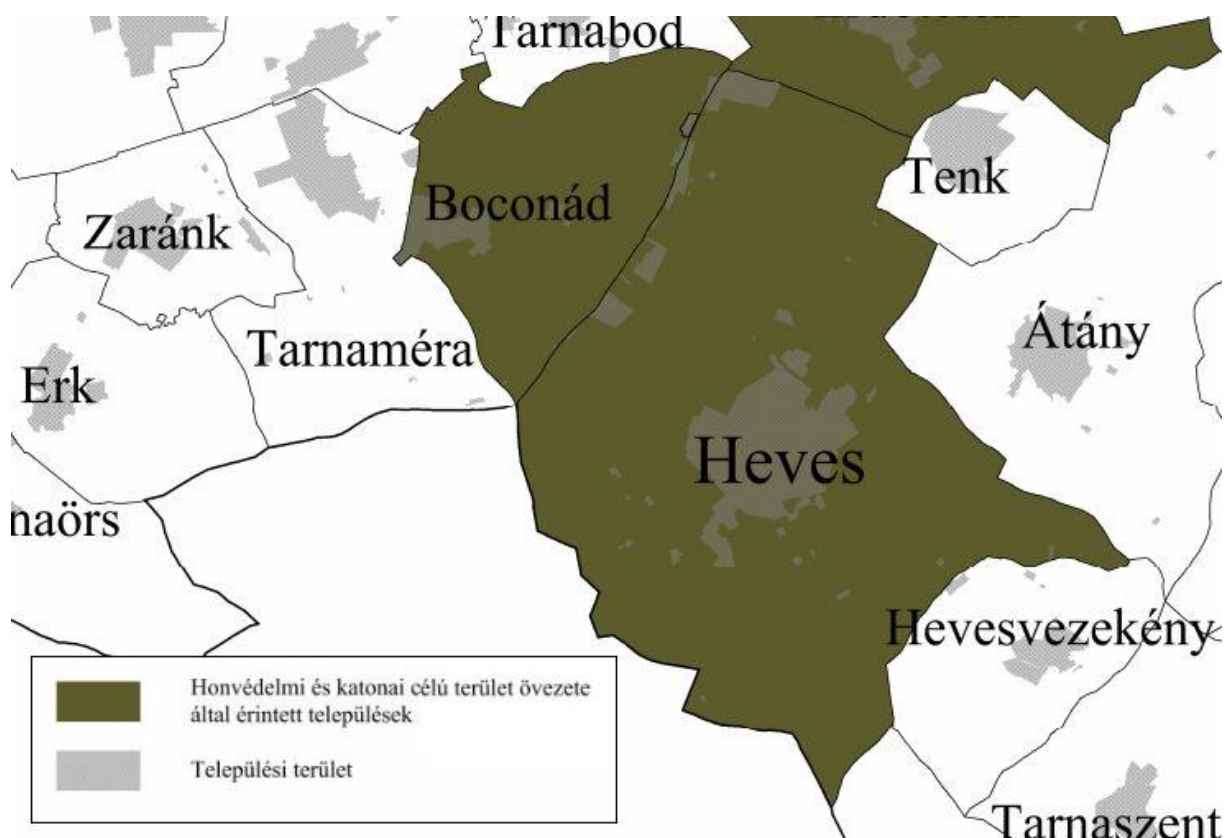 Tarnabod
Boconád
Tenk
Zaránk
Tarnaméra
Átány
Erk
Heves
naörs
Hevesvezekény
Honvédelmi és katonai célú terület övezete
által érintett települések
Települési terület
Tarnaszent